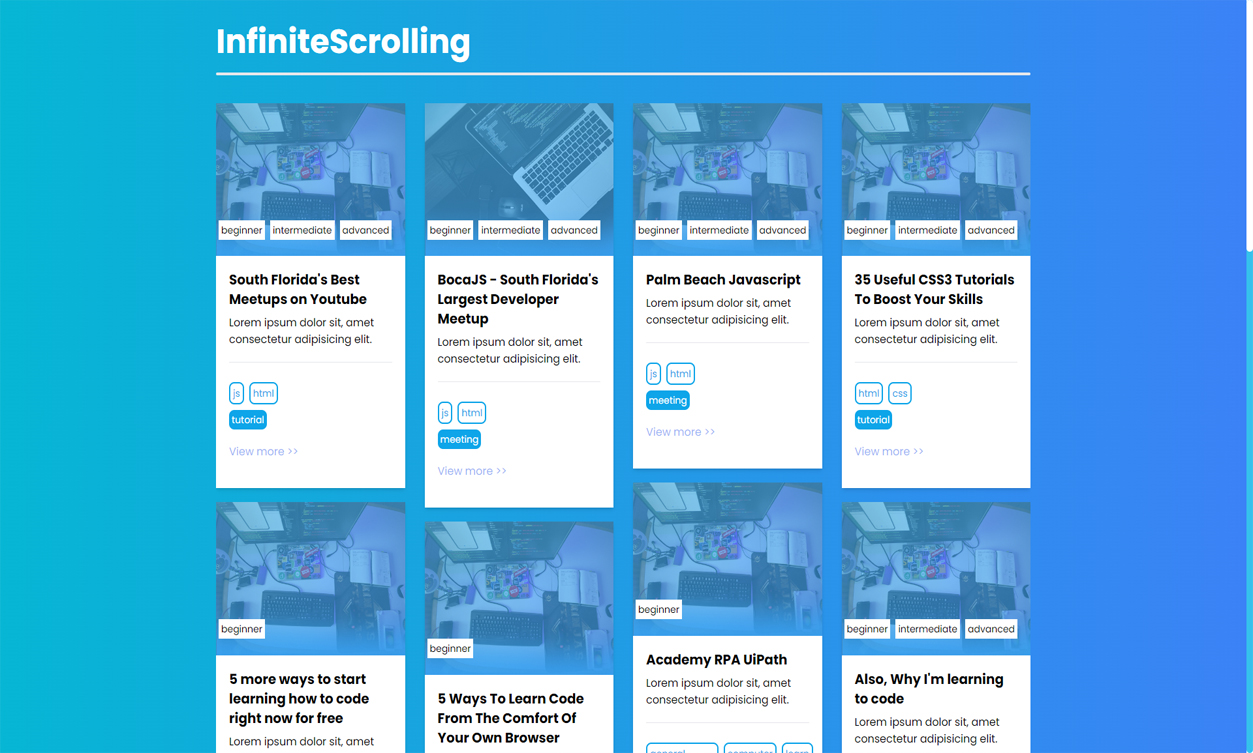 InfiniteScrolling
beginner intermediate advanced
South Florida's Best
Meetups on Youtube
Lorem ipsum dolor sit, amet
consectetur adipisicing elit.
js html
tutorial
View more >>
beginner intermediate advanced
BocaJS - South Florida's
Largest Developer
Meetup
Lorem ipsum dolor sit, amet
consectetur adipisicing elit.
js html
meeting
View more >>
beginner intermediate advanced
Palm Beach Javascript
Lorem ipsum dolor sit, amet
consectetur adipisicing elit.
js html
meeting
View more >>
beginner intermediate advanced
35 Useful CSS3 Tutorials
To Boost Your Skills
Lorem ipsum dolor sit, amet
consectetur adipisicing elit.
html css
tutorial
View more >>
beginner
5 more ways to start
learning how to code
right now for free
Lorem ipsum dolor sit, amet
beginner
5 Ways To Learn Code
From The Comfort Of
Your Own Browser
beginner
Academy RPA UiPath
Lorem ipsum dolor sit, amet
consectetur adipisicing elit.
general computer learn
beginner intermediate advanced
Also, Why I'm learning
to code
Lorem ipsum dolor sit, amet
consectetur adipisicing elit.